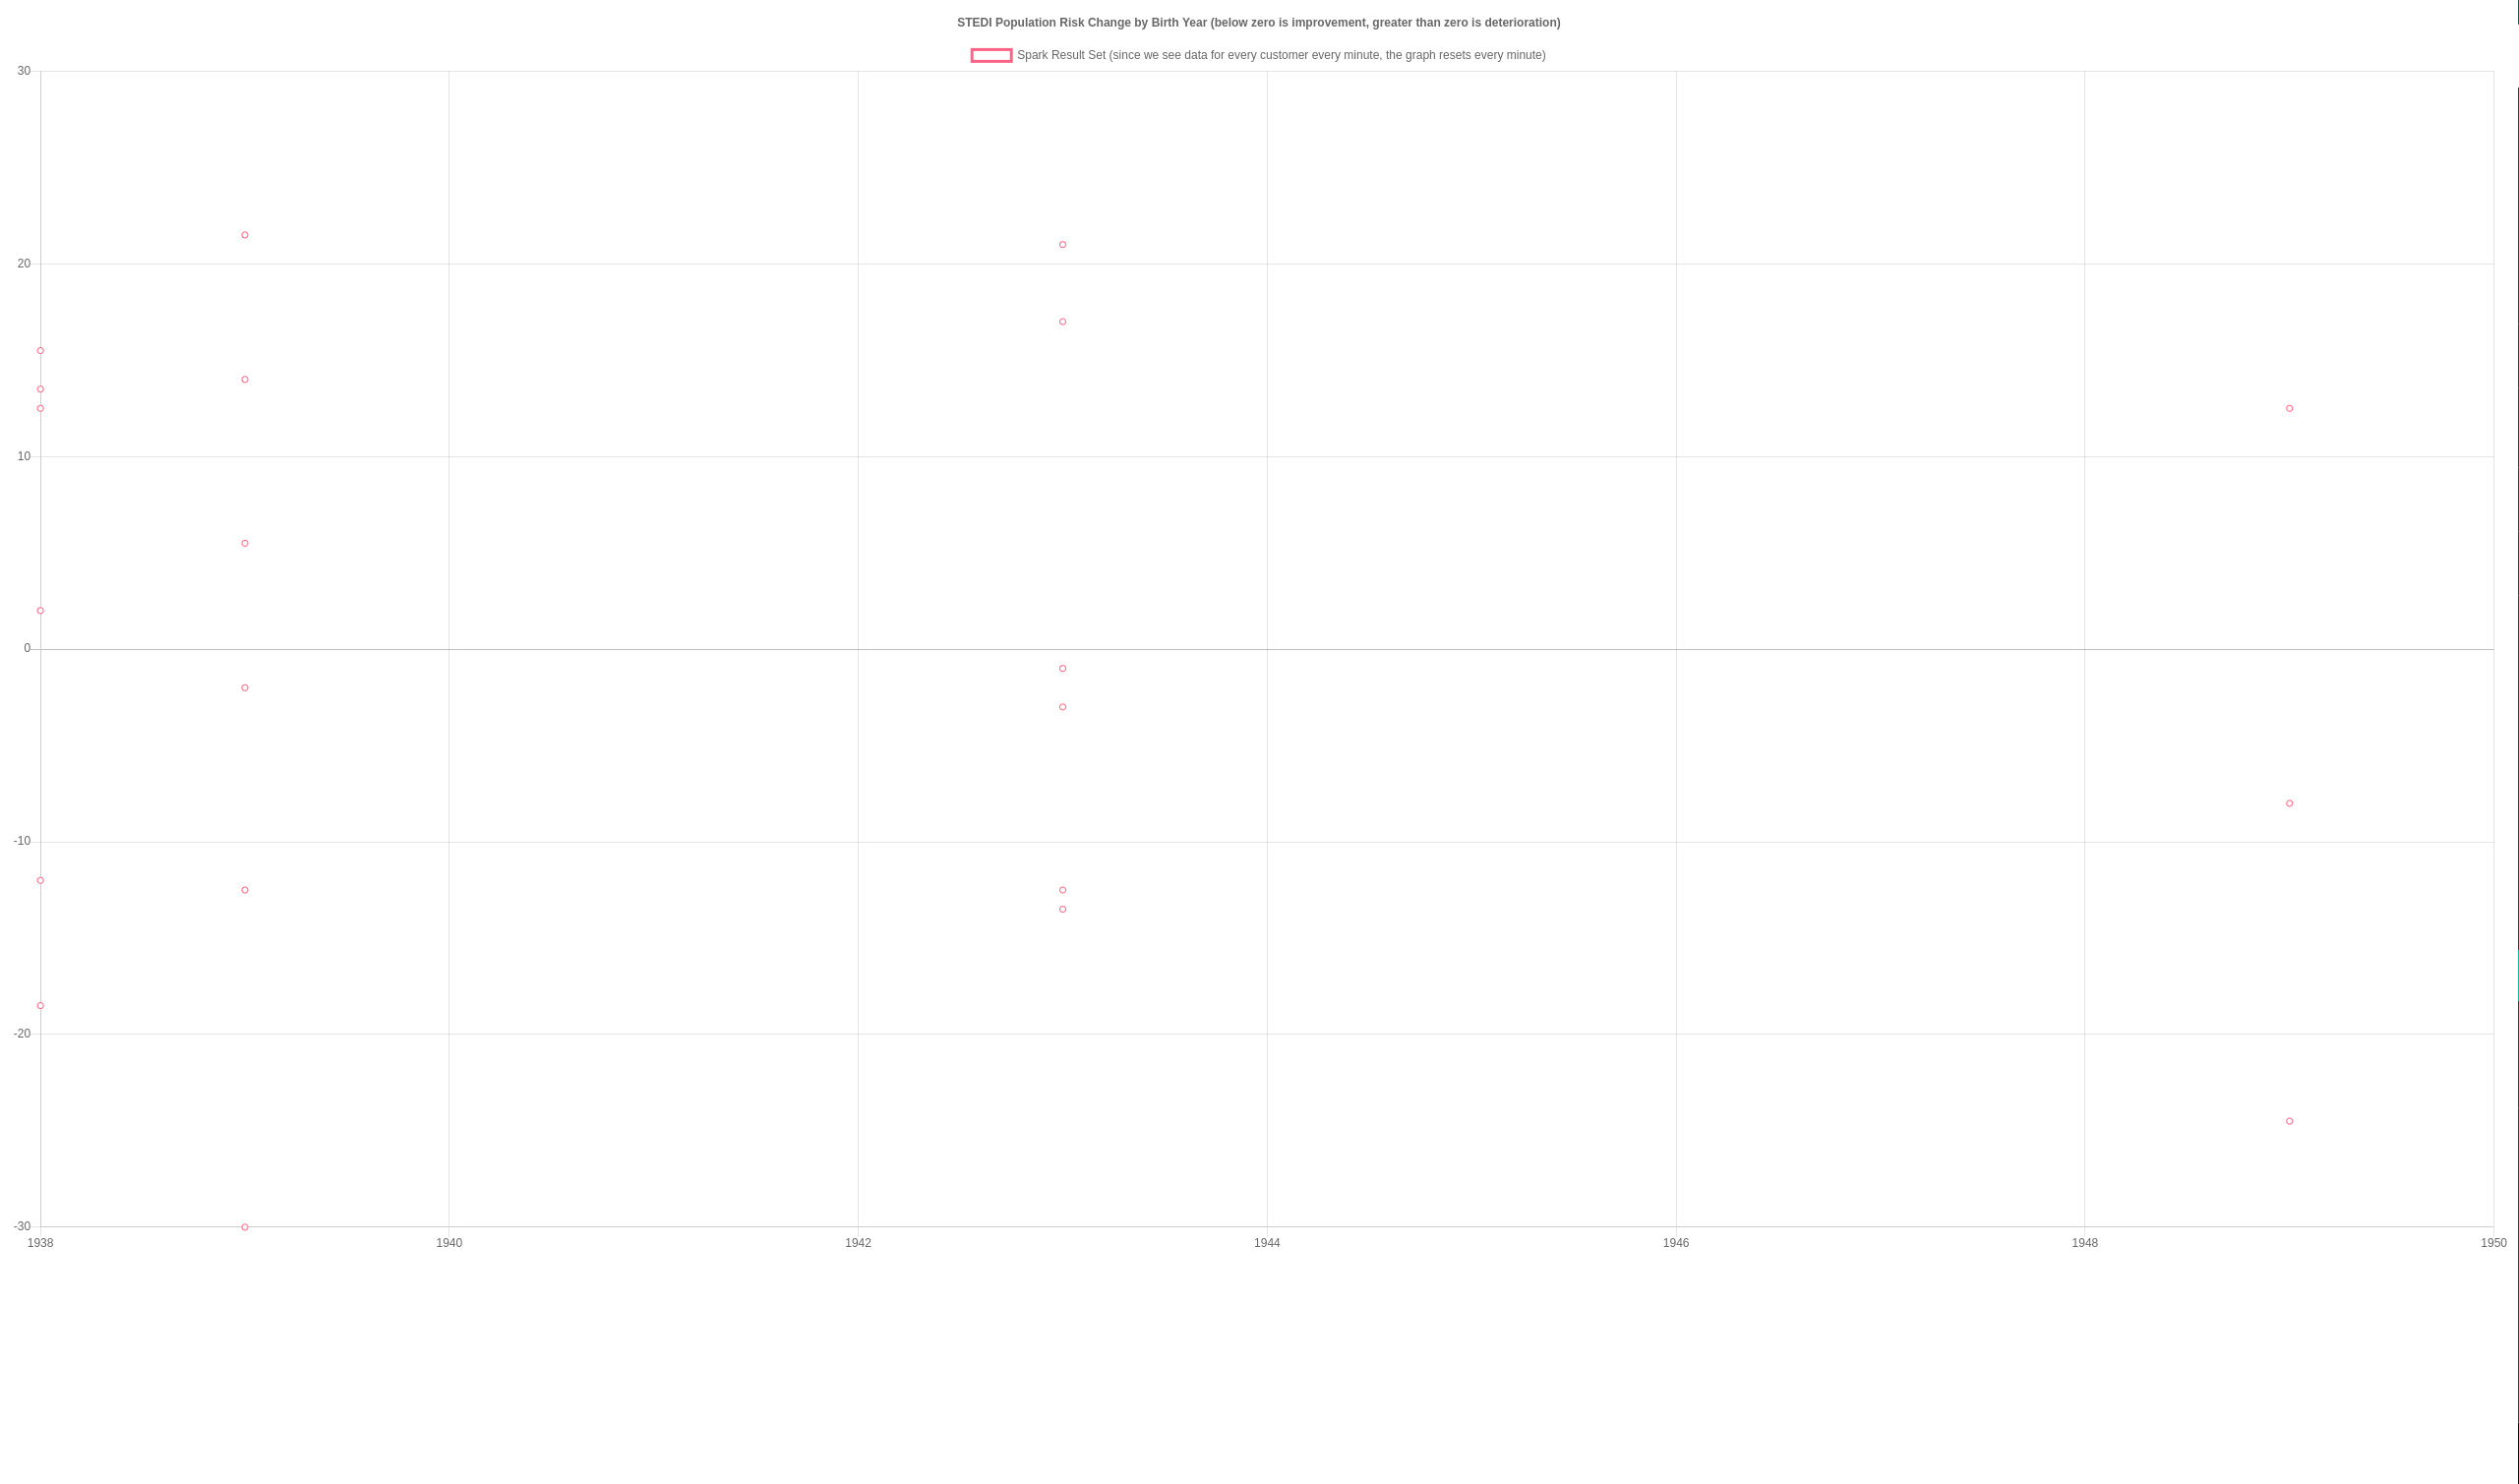 STEDI Population Risk Change by Birth Year (below zero is improvement, greater than zero is deterioration)
Spark Result Set (since we see data for every customer every minute, the graph resets every minute)
30
20
10
0
-10
-20
-30
1938 1940 1942 1944 1946 1948 1950